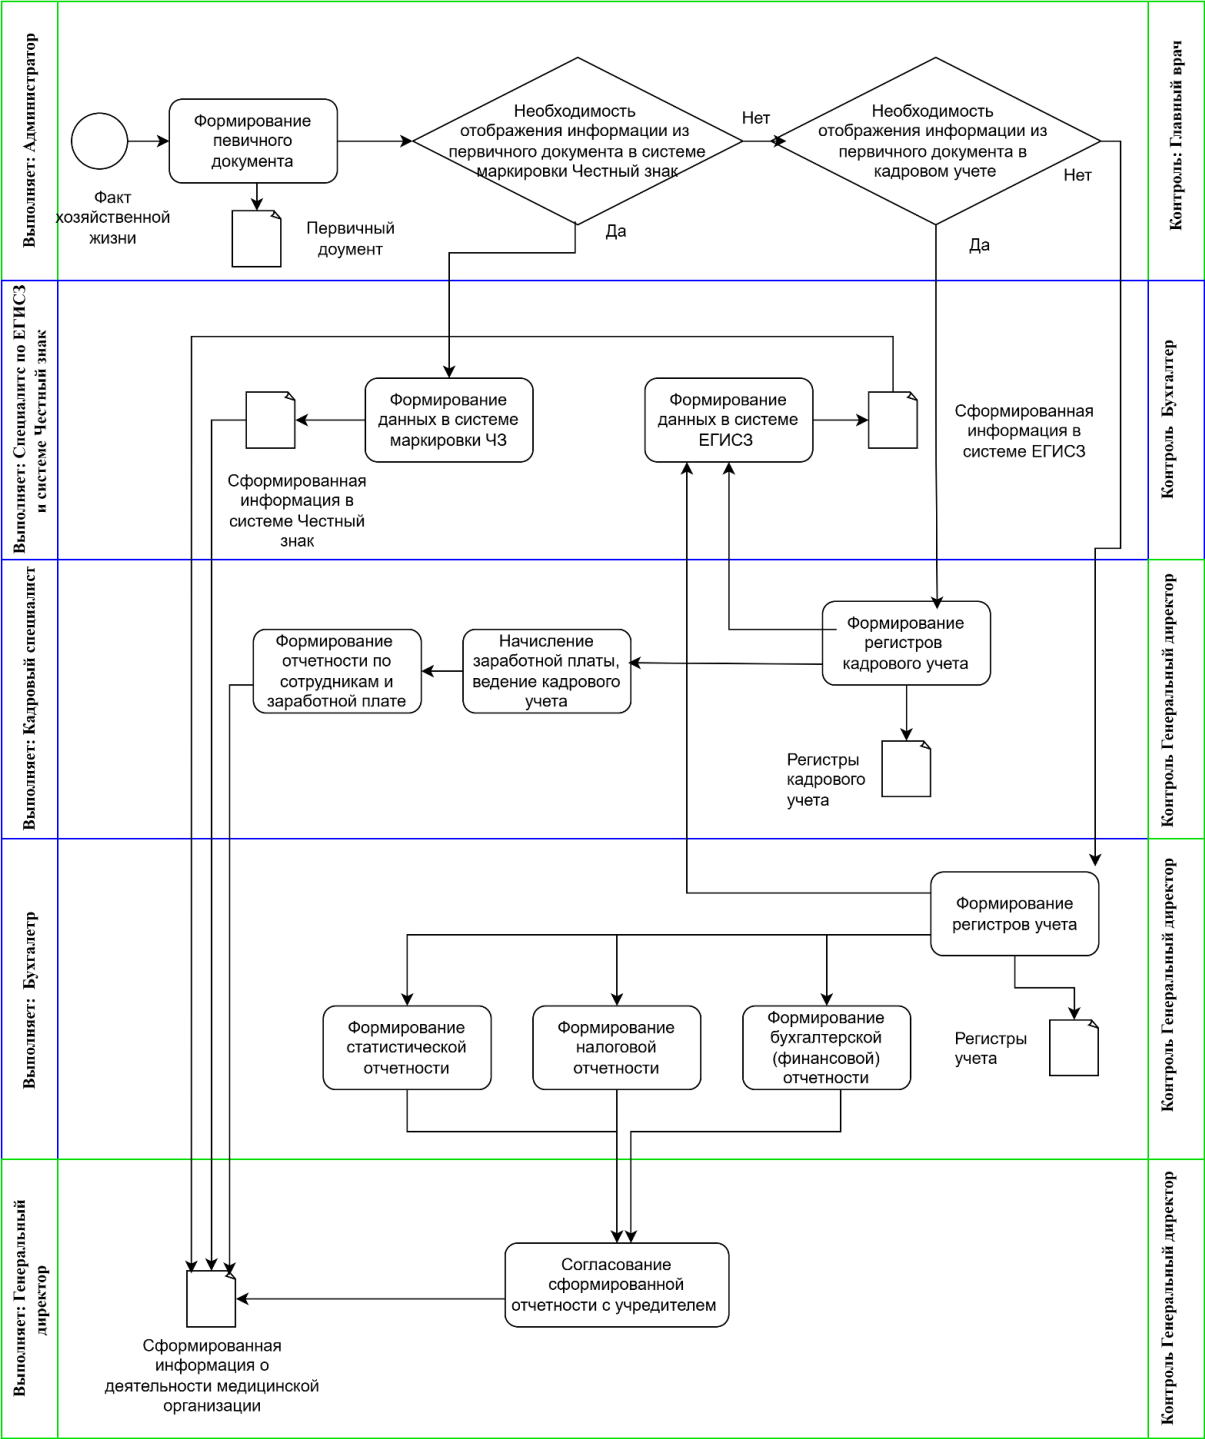 Выполняет: Администратор
Факт
хозяйственной
жизни
Формирование
певичного
документа
Первичный
доумент
Необходимость
отображения информации из
первичного документа в системе
маркировки Честный знак
Нет
Да
Необходимость
отображения информации из
первичного документа в
кадровом учете
Нет
Да
Контроль: Главный врач
Выполняет: Специалитс по ЕГИСЗ
и системе Честный знак
Сформированная
информация в
системе Честный
знак
Формирование
данных в системе
маркировки ЧЗ
Формирование
данных в системе
ЕГИСЗ
Сформированная
информация в
системе ЕГИСЗ
Контроль Бухгалтер
Выполняет: Кадровый специалист
Формирование
отчетности по
сотрудникам и
заработной плате
Начисление
заработной платы,
ведение кадрового
учета
Формирование
регистров
кадрового учета
Регистры
кадрового
учета
Контроль Генеральный директор
Выполняет: Бухгалетр
Формирование
регистров учета
Формирование
статистической
отчетности
Формирование
налоговой
отчетности
Формирование
бухгалтерской
(финансовой)
отчетности
Регистры
учета
Контроль Генеральный директор
Выполняет: Генеральный
директор
Согласование
сформированной
отчетности с учредителем
Сформированная
информация о
деятельности медицинской
организации
Контроль Генеральный директор